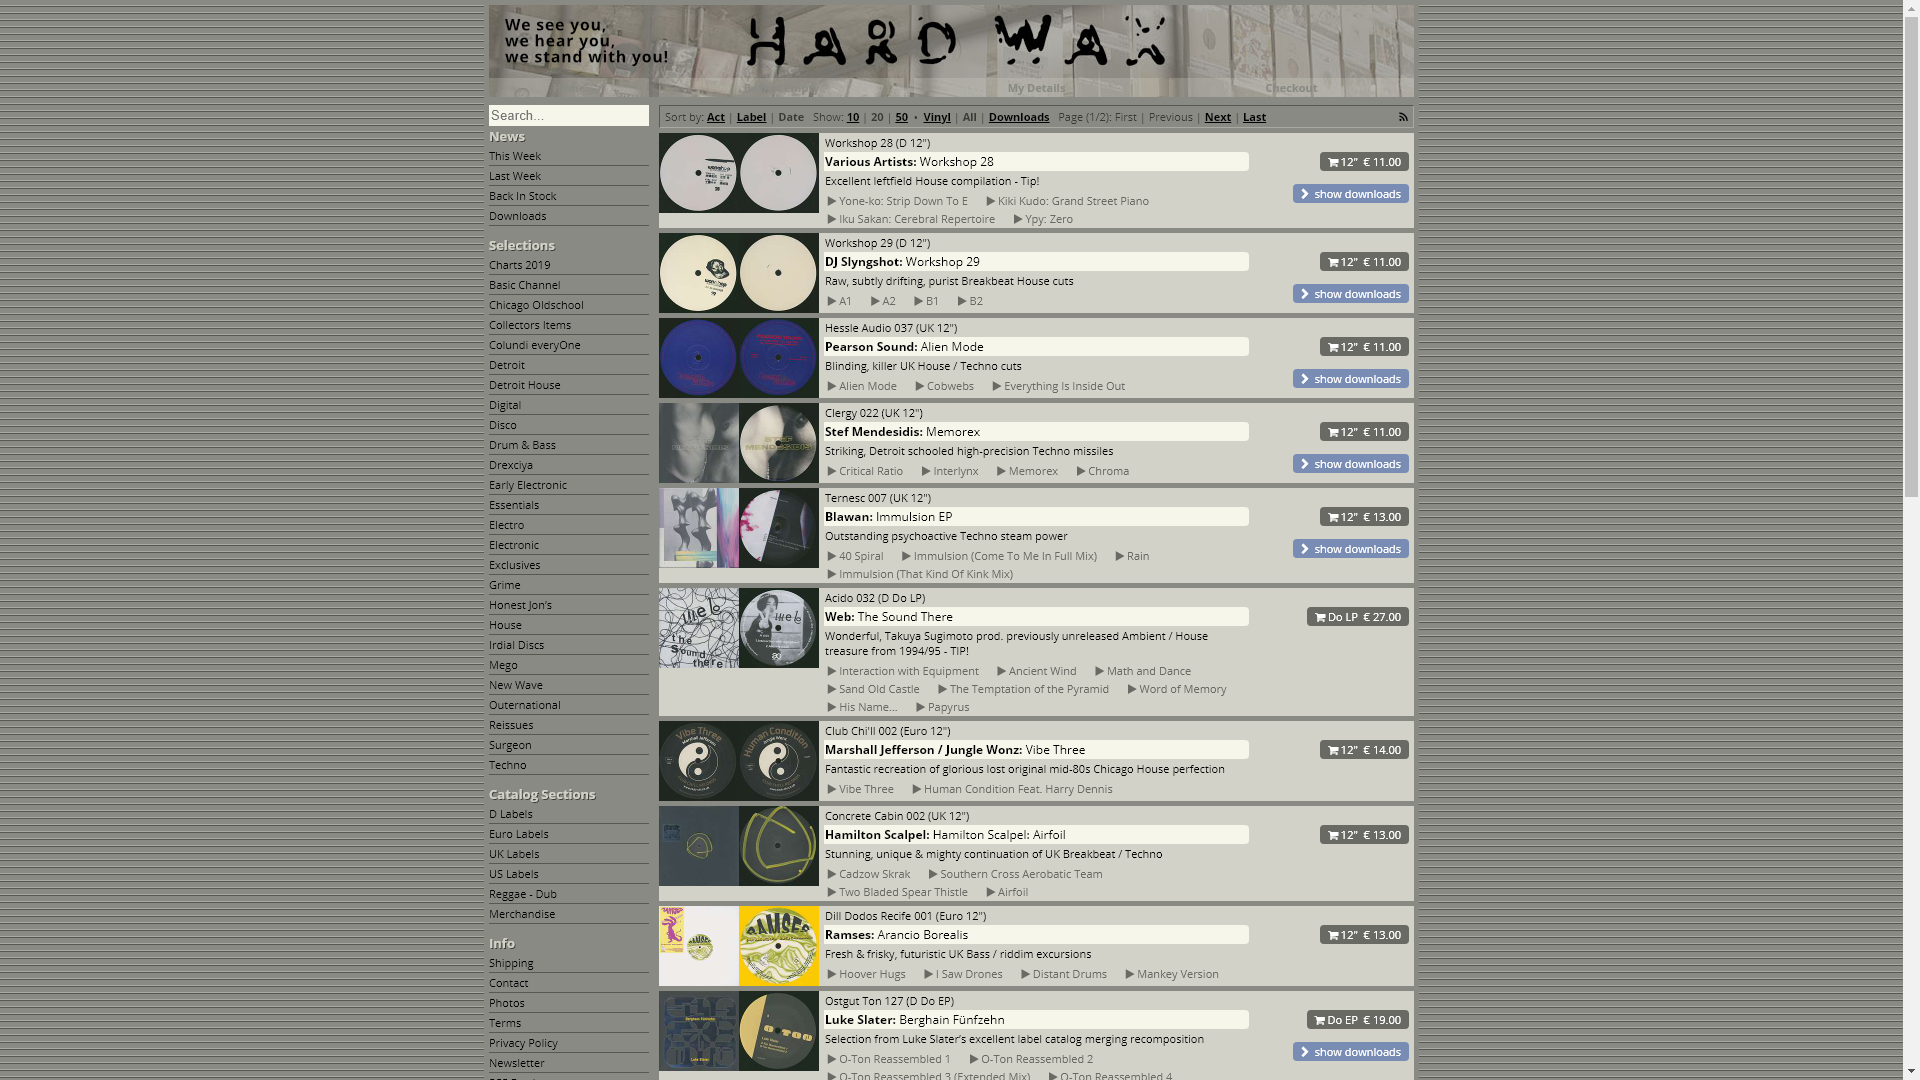 We see you,
we hear you,
we stand with you!
HARD WAX
My Details
Checkout
Search...
News
This Week
Last Week
Back In Stock
Downloads
Selections
Charts 2019
Basic Channel
Chicago Oldschool
Collectors Items
Colundi everyOne
Detroit
Detroit House
Digital
Disco
Drum & Bass
Drexciya
Early Electronic
Essentials
Electro
Electronic
Exclusives
Grime
Honest Jon's
House
Irdial Discs
Mego
New Wave
Outernational
Reissues
Surgeon
Techno
Catalog Sections
D Labels
Euro Labels
UK Labels
US Labels
Reggae - Dub
Merchandise
Info
Shipping
Contact
Photos
Terms
Privacy Policy
Newsletter
Sort by: Act | Label | Date Show: 10 | 20 | 50 • Vinyl | All | Downloads Page (1/2): First | Previous | Next | Last
Workshop 28 (D 12")
Various Artists: Workshop 28
12" € 11.00
Excellent leftfield House compilation - Tip!
show downloads
Yone-ko: Strip Down To E Kiki Kudo: Grand Street Piano
Iku Sakan: Cerebral Repertoire Ypy: Zero
Workshop 29 (D 12")
DJ Slyngshot: Workshop 29
12" € 11.00
Raw, subtly drifting, purist Breakbeat House cuts
show downloads
A1 A2 B1 B2
Hessle Audio 037 (UK 12")
Pearson Sound: Alien Mode
12" € 11.00
Blinding, killer UK House / Techno cuts
show downloads
Alien Mode Cobwebs Everything Is Inside Out
Clergy 022 (UK 12")
Stef Mendesidis: Memorex
12" € 11.00
Striking, Detroit schooled high-precision Techno missiles
show downloads
Critical Ratio Interlynx Memorex Chroma
Ternesc 007 (UK 12")
Blawan: Immulsion EP
12" € 13.00
Outstanding psychoactive Techno steam power
show downloads
40 Spiral Immulsion (Come To Me In Full Mix) Rain
Immulsion (That Kind Of Kink Mix)
Acido 032 (D Do LP)
Web: The Sound There
Do LP € 27.00
Wonderful, Takuya Sugimoto prod. previously unreleased Ambient / House
treasure from 1994/95 - TIP!
Interaction with Equipment Ancient Wind Math and Dance
Sand Old Castle The Temptation of the Pyramid Word of Memory
His Name... Papyrus
Club Chi'll 002 (Euro 12")
Marshall Jefferson / Jungle Wonz: Vibe Three
12" € 14.00
Fantastic recreation of glorious lost original mid-80s Chicago House perfection
Vibe Three Human Condition Feat. Harry Dennis
Concrete Cabin 002 (UK 12")
Hamilton Scalpel: Hamilton Scalpel: Airfoil
12" € 13.00
Stunning, unique & mighty continuation of UK Breakbeat / Techno
Cadzow Skrak Southern Cross Aerobatic Team
Two Bladed Spear Thistle Airfoil
Dill Dodos Recife 001 (Euro 12")
Ramses: Arancio Borealis
12" € 13.00
Fresh & frisky, futuristic UK Bass / riddim excursions
Hoover Hugs I Saw Drones Distant Drums Mankey Version
Ostgut Ton 127 (D Do EP)
Luke Slater: Berghain Fünfzehn
Do EP € 19.00
Selection from Luke Slater's excellent label catalog merging recomposition
show downloads
O-Ton Reassembled 1 O-Ton Reassembled 2
O-Ton Reassembled 3 (Extended Mix) O-Ton Reassembled 4